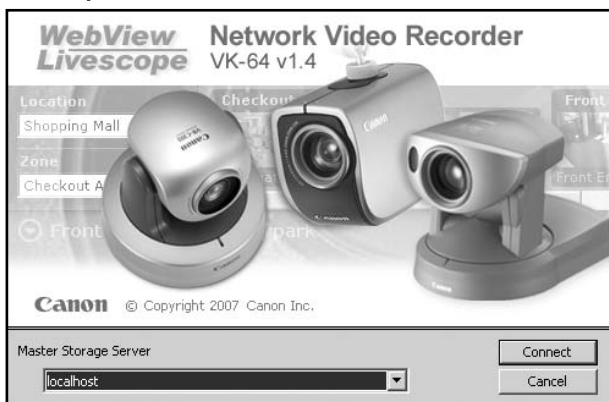 WebView
Livescope
Network Video Recorder
VK-64 v1.4
Location
Checkout
Front
Shopping Mall
Zone
Checkout A
Front En
Front
park
Canon
Canon
Canon
Canon © Copyright 2007 Canon Inc.
Master Storage Server
localhost
Connect
Cancel